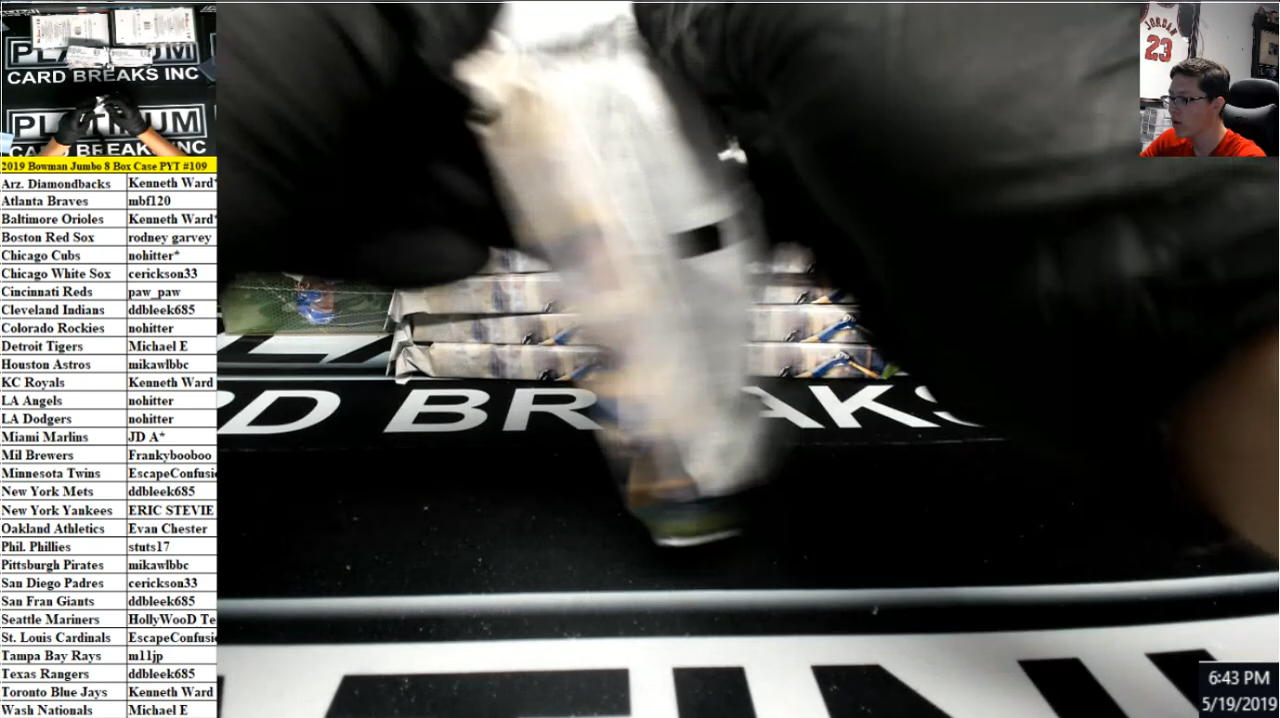 PLATINUM
CARD BREAKS INC
PLATINUM
CARD BREAKS INC
2019 Bowman Jumbo 8 Box Case PYT #109
Arz. Diamondbacks Kenneth Ward*
Atlanta Braves mbf120
Baltimore Orioles Kenneth Ward*
Boston Red Sox rodney garvey
Chicago Cubs nohitter*
Chicago White Sox cerickson33
Cincinnati Reds paw_paw
Cleveland Indians ddbleek685
Colorado Rockies nohitter
Detroit Tigers Michael E
Houston Astros mikawlbbc
KC Royals Kenneth Ward
LA Angels nohitter
LA Dodgers nohitter
Miami Marlins JD A*
Mil Brewers Frankybooboo
Minnesota Twins EscapeConfusi
New York Mets ddbleek685
New York Yankees ERIC STEVIE
Oakland Athletics Evan Chester
Phil. Phillies stuts17
Pittsburgh Pirates mikawlbbc
San Diego Padres cerickson33
San Fran Giants ddbleek685
Seattle Mariners HollyWooD Te
St. Louis Cardinals EscapeConfusi
Tampa Bay Rays m11jp
Texas Rangers ddbleek685
Toronto Blue Jays Kenneth Ward
Wash Nationals Michael E
RD BREAKS
JORDAN
23
6:43 PM
5/19/2019